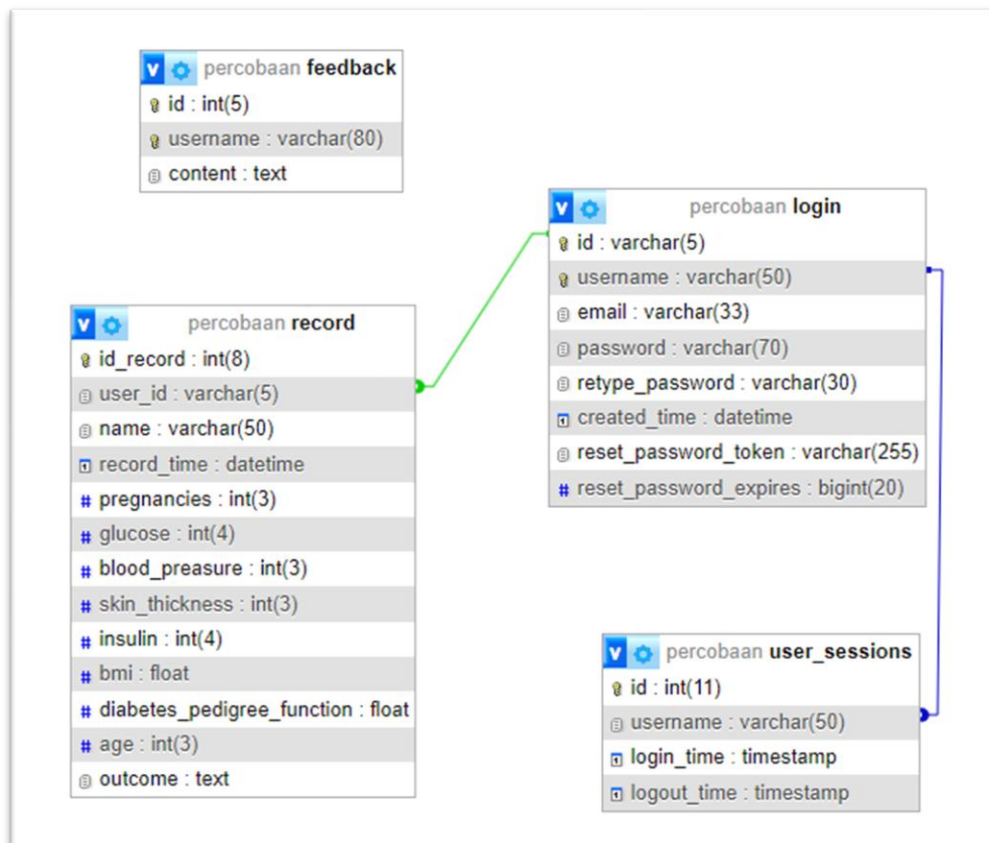 percobaan feedback
id : int(5)
username : varchar(80)
content : text
percobaan login
id : varchar(5)
username : varchar(50)
email : varchar(33)
password : varchar(70)
retype_password : varchar(30)
created_time : datetime
reset_password_token : varchar(255)
# reset_password_expires : bigint(20)
percobaan record
id_record : int(8)
user_id : varchar(5)
name : varchar(50)
record_time : datetime
# pregnancies : int(3)
# glucose : int(4)
# blood_preasure : int(3)
# skin_thickness : int(3)
# insulin : int(4)
# bmi : float
# diabetes_pedigree_function : float
# age : int(3)
outcome : text
percobaan user_sessions
id : int(11)
username : varchar(50)
login_time : timestamp
logout_time : timestamp